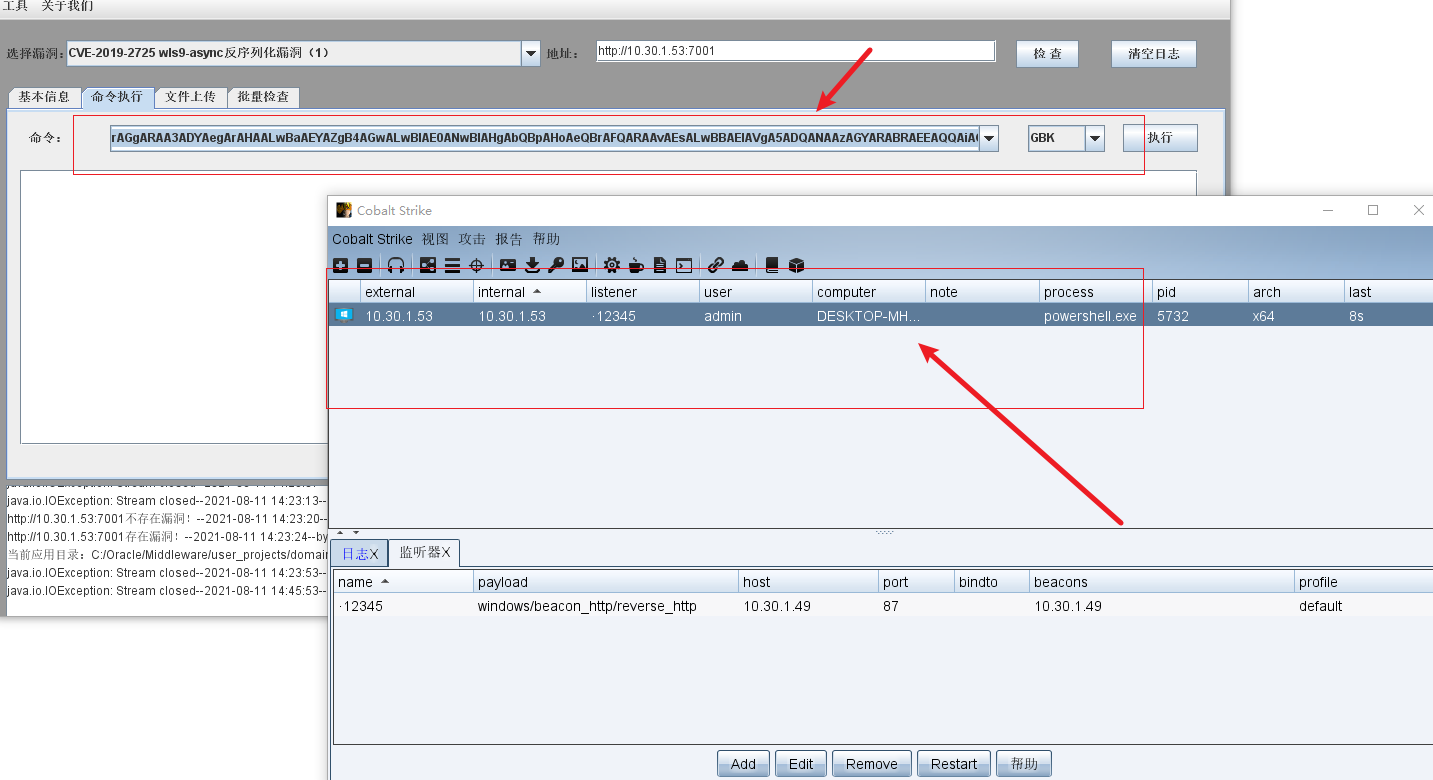 工具 关于我们
选择漏洞: CVE-2019-2725 wls9-async反序列化漏洞（1） 地址: http://10.30.1.53:7001 检 查 清空日志
基本信息 命令执行 文件上传 批量检查
命令: GBK 执行
Cobalt Strike
Cobalt Strike 视图 攻击 报告 帮助
external internal listener user computer note process pid arch last
10.30.1.53 10.30.1.53 ·12345 admin DESKTOP-MH... powershell.exe 5732 x64 8s
java.io.IOException: Stream closed--2021-08-11 14:23:13--
http://10.30.1.53:7001不存在漏洞! --2021-08-11 14:23:20--
http://10.30.1.53:7001存在漏洞! --2021-08-11 14:23:24--by
当前应用目录: C:/Oracle/Middleware/user_projects/domain
java.io.IOException: Stream closed--2021-08-11 14:23:53--
java.io.IOException: Stream closed--2021-08-11 14:45:53--
日志X 监听器X
name payload host port bindto beacons profile
·12345 windows/beacon_http/reverse_http 10.30.1.49 87 10.30.1.49 default
Add Edit Remove Restart 帮助